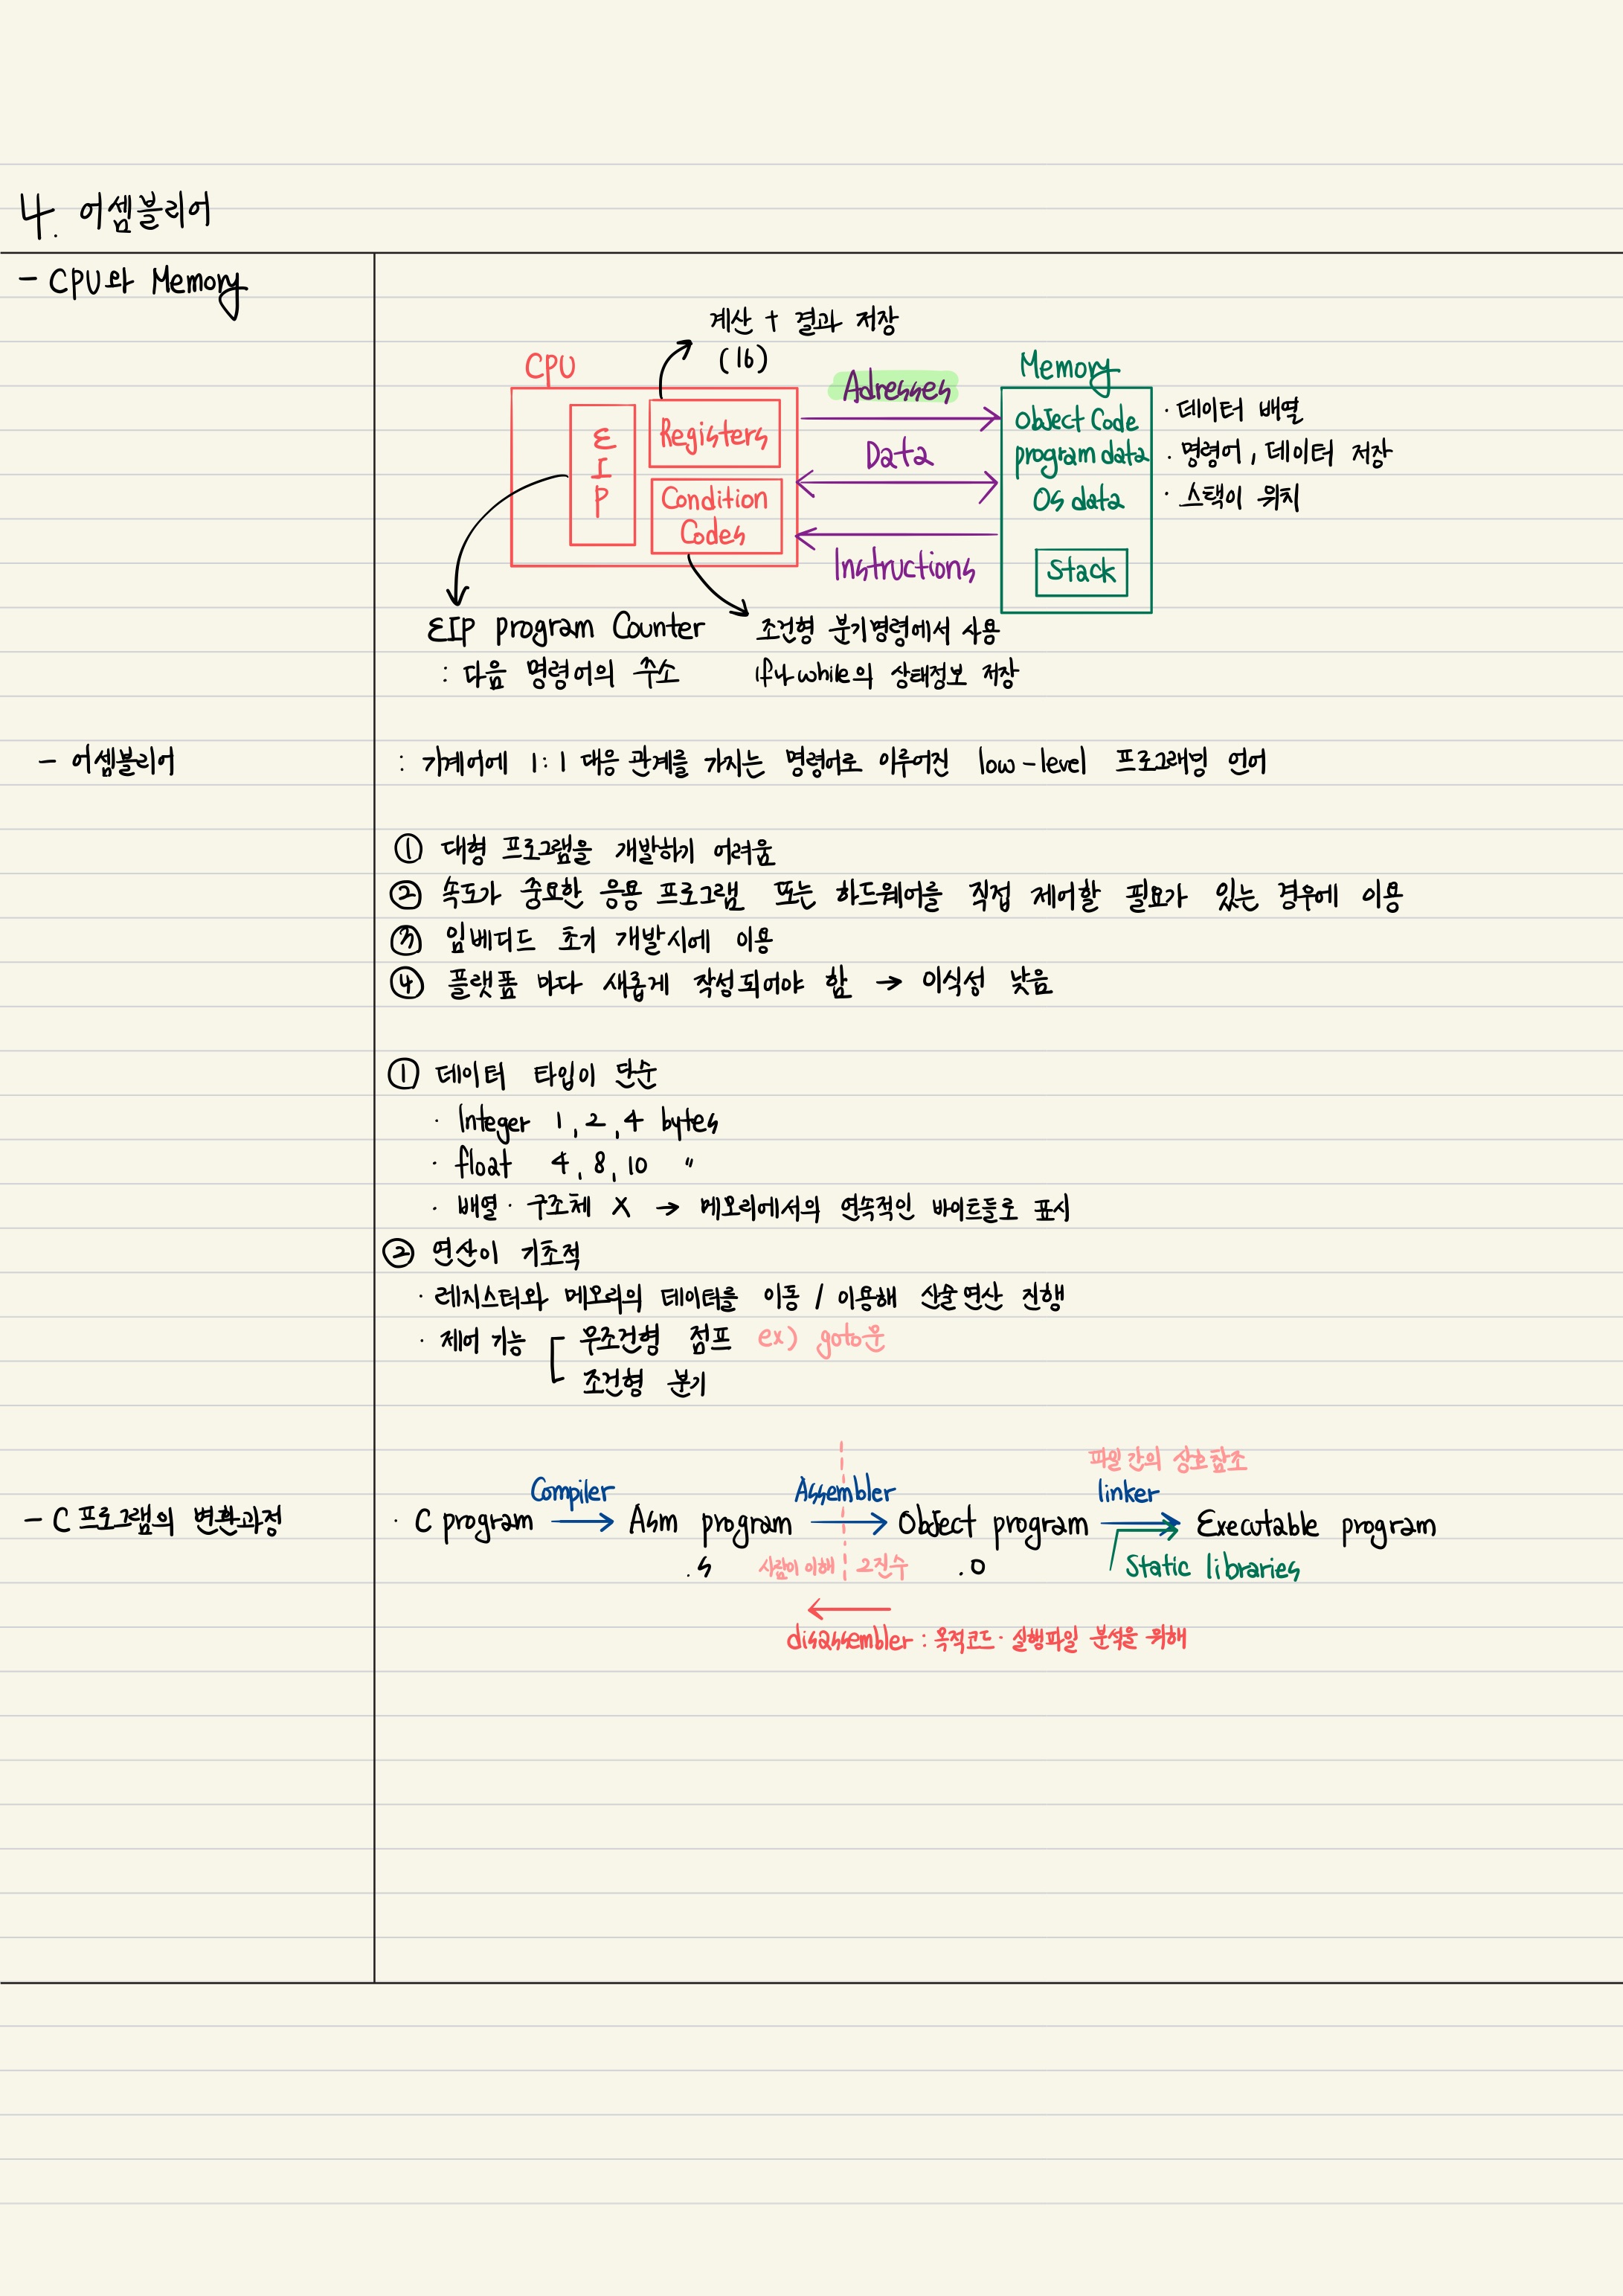 4. 어셈블리어
- CPU와 Memory
계산 + 결과 저장
(16)
CPU
EIP
Registers
Condition
Codes
Adresses
Data
Instructions
Memory
Object Code
program data
OS data
Stack
· 데이터 배열
· 명령어, 데이터 저장
· 스택이 위치
EIP program Counter
: 다음 명령어의 주소
조건형 분기명령에서 사용
if나 while의 상태정보 저장
- 어셈블리어
: 기계어에 1:1 대응 관계를 가지는 명령어로 이루어진 low-level 프로그래밍 언어
① 대형 프로그램을 개발하기 어려움
② 속도가 중요한 응용 프로그램 또는 하드웨어를 직접 제어할 필요가 있는 경우에 이용
③ 임베디드 초기 개발시에 이용
④ 플랫폼 마다 새롭게 작성되어야 함 → 이식성 낮음
① 데이터 타입이 단순
· Integer 1, 2, 4 bytes
· float 4, 8, 10 〃
· 배열· 구조체 X → 메모리에서의 연속적인 바이트들로 표시
② 연산이 기초적
· 레지스터와 메모리의 데이터를 이동 / 이용해 산술 연산 진행
· 제어 기능
무조건형 점프 ex) goto문
조건형 분기
- C 프로그램의 변환과정
파일 간의 상호참조
Compiler
Assembler
linker
· C program → Asm program → Object program → Executable program
.s
사람이 이해
2진수
.o
Static libraries
←
disassembler : 목적코드· 실행파일 분석을 위해